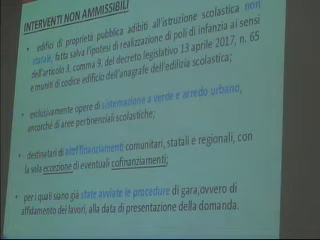 INTERVENTI NON AMMISSIBILI
• edifici di proprietà pubblica adibiti all'istruzione scolastica non
statale, fatta salva l'ipotesi di realizzazione di poli di infanzia ai sensi
dell'articolo 3, comma 9, del decreto legislativo 13 aprile 2017, n. 65
e muniti di codice edificio dell'anagrafe dell'edilizia scolastica;
• esclusivamente opere di sistemazione a verde e arredo urbano,
ancorché di aree pertinenziali scolastiche;
• destinatari di altri finanziamenti comunitari, statali e regionali, con
la sola eccezione di eventuali cofinanziamenti;
• per i quali siano già state avviate le procedure di gara, ovvero di
affidamento dei lavori, alla data di presentazione della domanda.